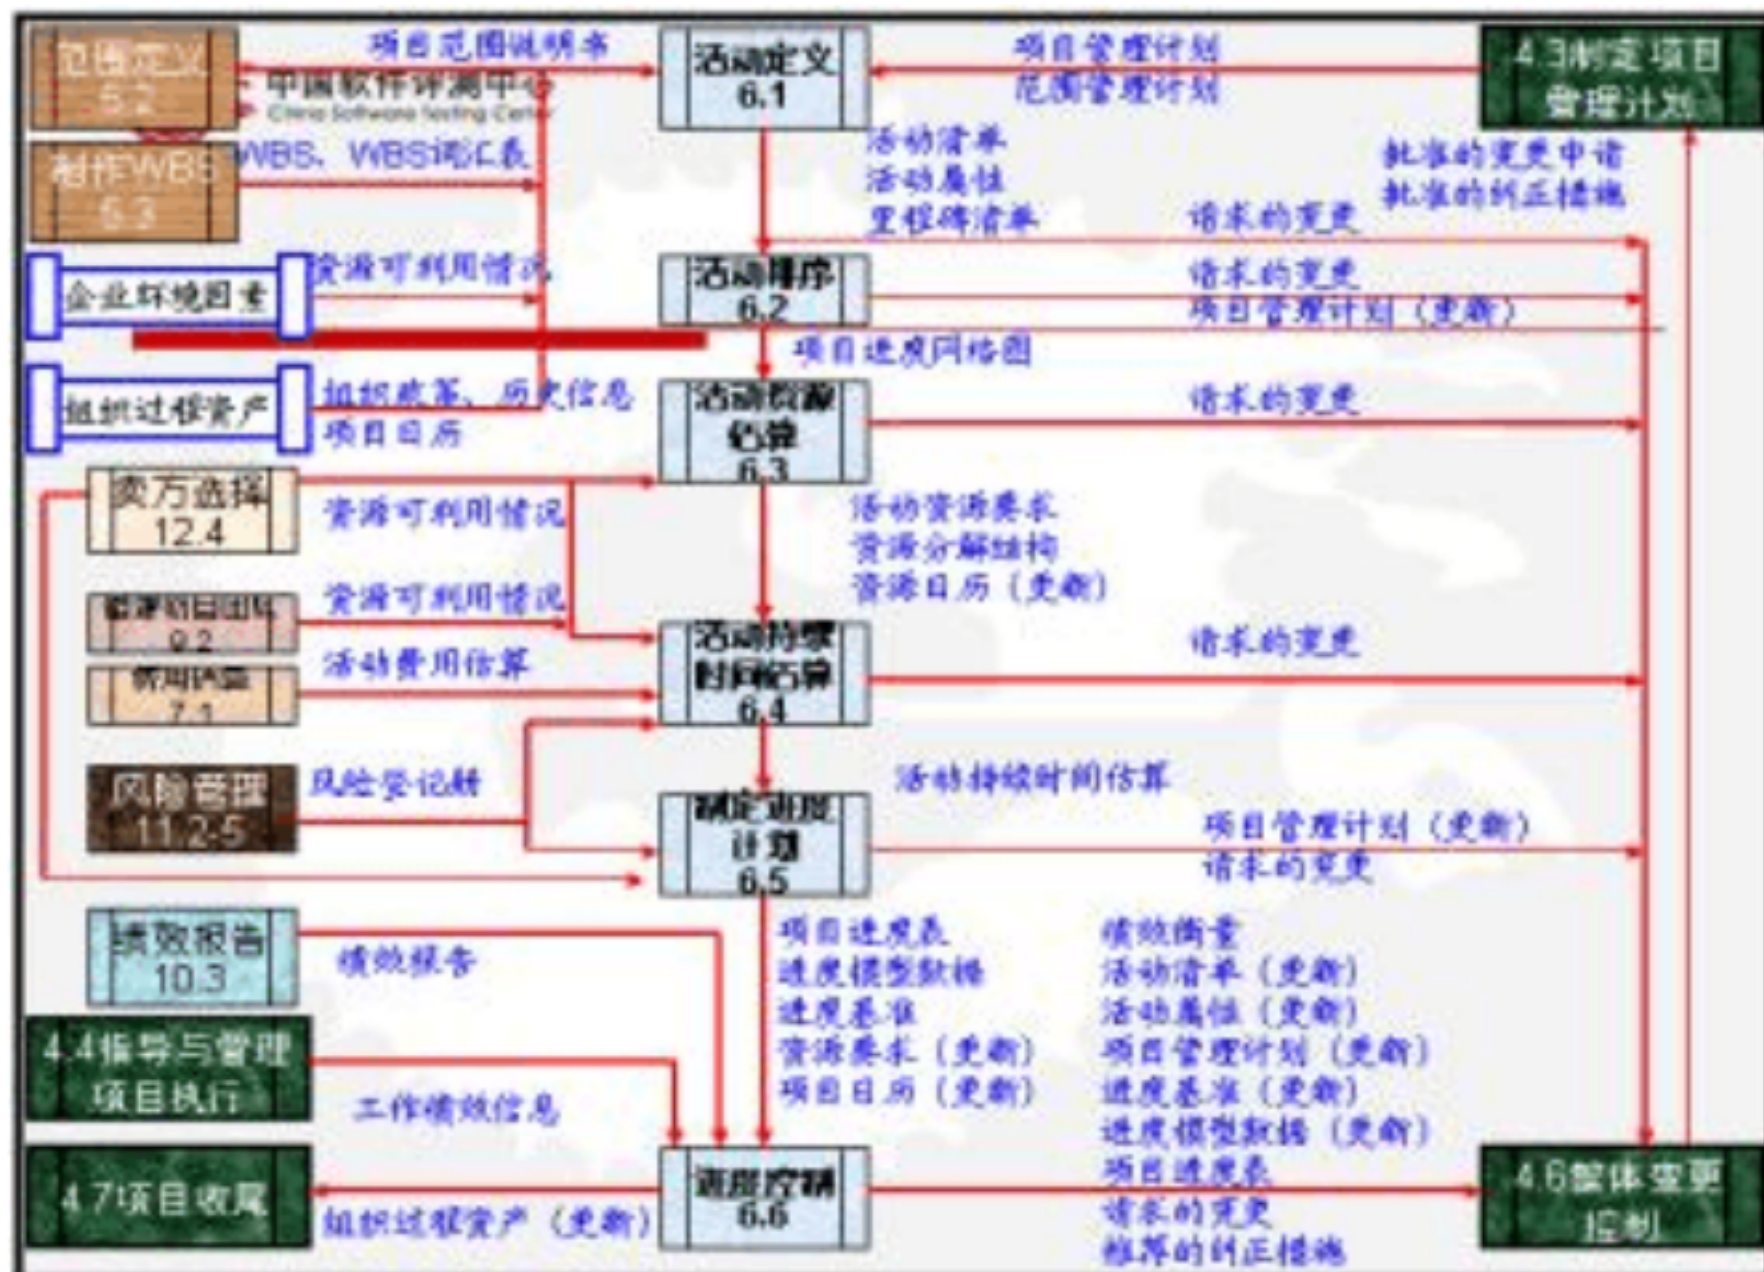 范围定义
5.2
项目范围说明书
活动定义
6.1
项目管理计划
范围管理计划
4.3制定项目
管理计划
中国软件评测中心
China Software Testing Center
制作WBS
5.3
WBS、WBS词汇表
活动清单
活动属性
里程碑清单
批准的变更申请
批准的纠正措施
请求的变更
企业环境因素
资源可利用情况
活动排序
6.2
请求的变更
项目管理计划（更新）
项目进度网络图
组织过程资产
组织政策、历史信息
项目日历
活动资源
估算
6.3
请求的变更
卖方选择
12.4
资源可利用情况
活动资源要求
资源分解结构
资源日历（更新）
9.2
资源可利用情况
活动持续
时间估算
6.4
请求的变更
7.1
活动费用估算
风险管理
11.2-5
风险登记册
活动持续时间估算
制定进度
计划
6.5
项目管理计划（更新）
请求的变更
绩效报告
10.3
绩效报告
项目进度表
进度模型数据
进度基准
资源要求（更新）
项目日历（更新）
绩效衡量
活动清单（更新）
活动属性（更新）
项目管理计划（更新）
进度基准（更新）
进度模型数据（更新）
项目进度表
请求的变更
推荐的纠正措施
4.4指导与管理
项目执行
工作绩效信息
4.7项目收尾
组织过程资产（更新）
进度控制
6.6
4.6整体变更
控制